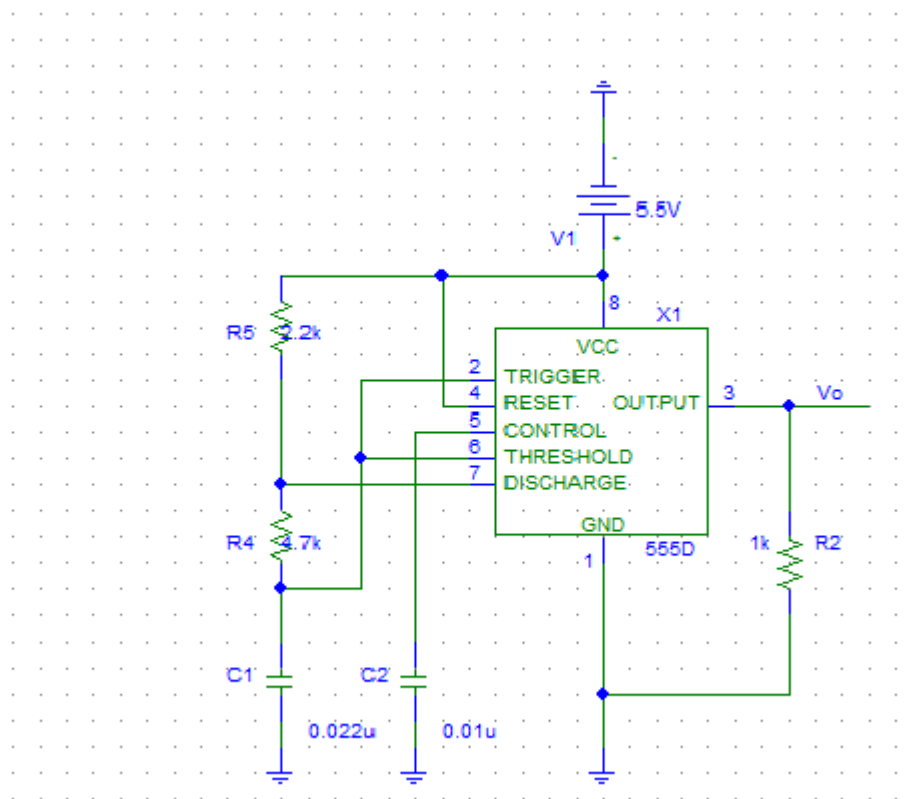 -
5.5V
V1 +
8
X1
R5 2.2k
VCC
2 TRIGGER
4 RESET OUTPUT 3 Vo
5 CONTROL
6 THRESHOLD
7 DISCHARGE
GND
R4 4.7k
1k R2
555D
1
C1 C2
0.022u 0.01u